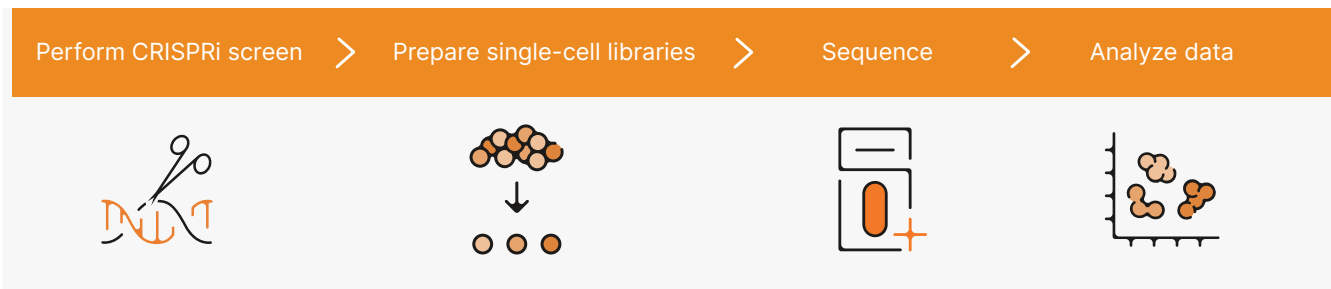 Perform CRISPRi screen
Prepare single-cell libraries
Sequence
Analyze data